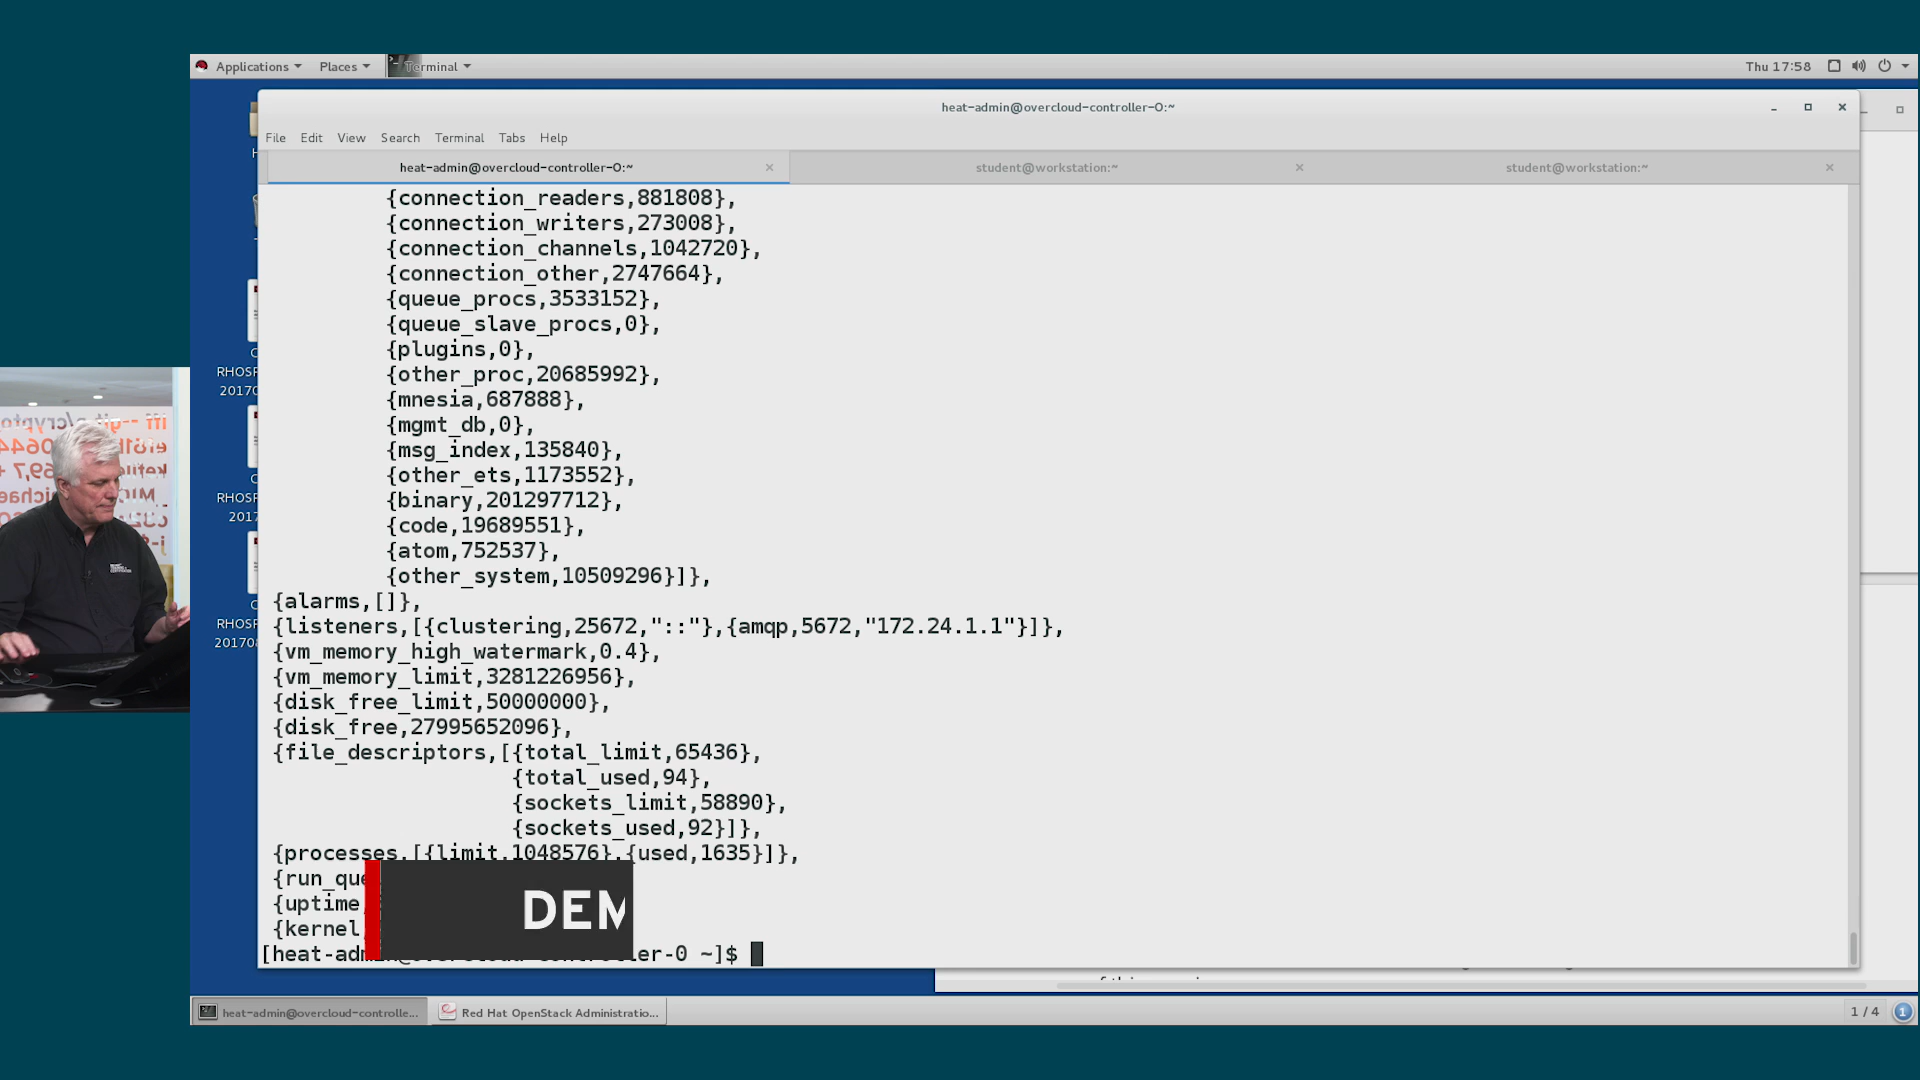 Applications Places Terminal Thu 17:58
heat-admin@overcloud-controller-0:~
File Edit View Search Terminal Tabs Help
heat-admin@overcloud-controller-0:~ student@workstation:~ student@workstation:~
{connection_readers,881808},
{connection_writers,273008},
{connection_channels,1042720},
{connection_other,2747664},
{queue_procs,3533152},
{queue_slave_procs,0},
{plugins,0},
{other_proc,20685992},
{mnesia,687888},
{mgmt_db,0},
{msg_index,135840},
{other_ets,1173552},
{binary,201297712},
{code,19689551},
{atom,752537},
{other_system,10509296}]},
{alarms,[]},
{listeners,[{clustering,25672,"::"},{amqp,5672,"172.24.1.1"}]},
{vm_memory_high_watermark,0.4},
{vm_memory_limit,3281226956},
{disk_free_limit,50000000},
{disk_free,27995652096},
{file_descriptors,[{total_limit,65436},
{total_used,94},
{sockets_limit,58890},
{sockets_used,92}]},
{processes,[{limit,1048576},{used,1635}]},
{run_que
{uptime,
{kernel,
[heat-admin@overcloud-controller-0 ~]$
DEM
heat-admin@overcloud-controlle... Red Hat OpenStack Administratio... 1 / 4 1